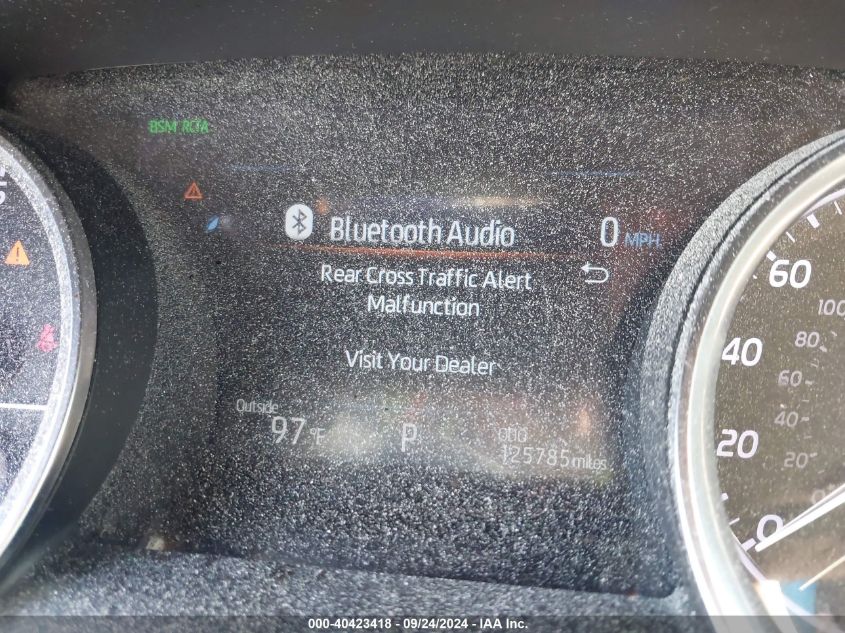 BSM RCTA
Bluetooth Audio
0 MPH
Rear Cross Traffic Alert
Malfunction
Visit Your Dealer
Outside
97°F
P
ODO
125785 miles
60
40
20
0
100
80
60
40
20
0
000-40423418 - 09/24/2024 - IAA Inc.